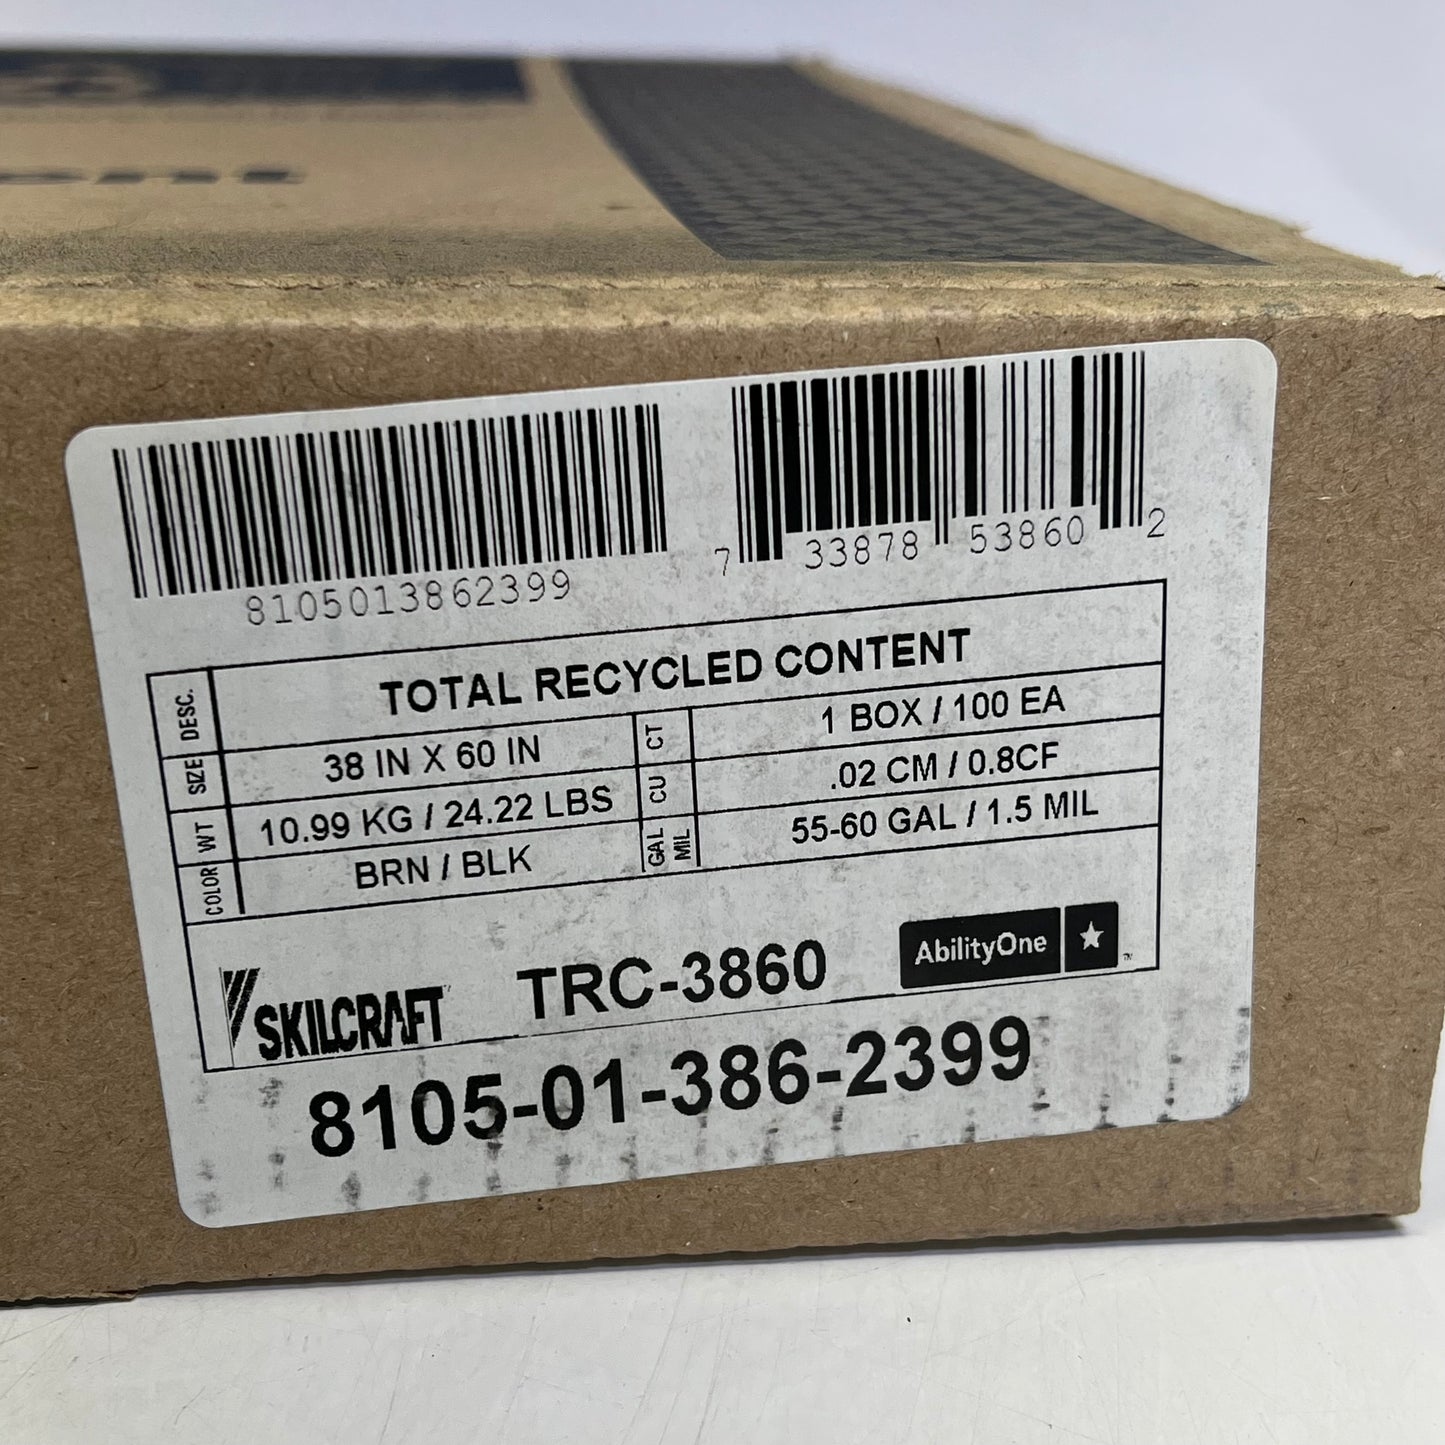 ent
8105013862399
7 33878 53860 2
DESC. TOTAL RECYCLED CONTENT
SIZE 38 IN X 60 IN CT 1 BOX / 100 EA
WT 10.99 KG / 24.22 LBS CU .02 CM / 0.8CF
COLOR BRN / BLK GAL MIL 55-60 GAL / 1.5 MIL
SKILCRAFT TRC-3860 AbilityOne ™
8105-01-386-2399